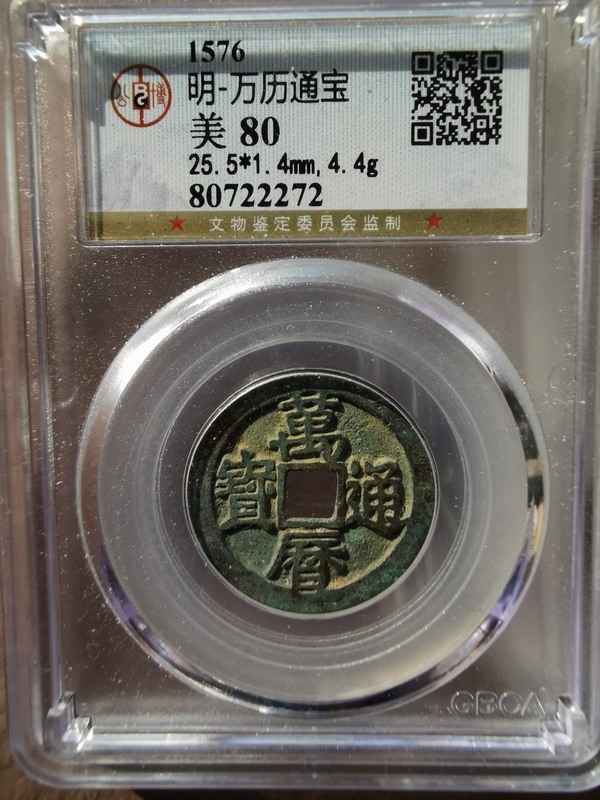 1576
明-万历通宝
美 80
25.5*1.4mm, 4.4g
80722272
文物鉴定委员会监制
萬
寳 通
曆
GBCA